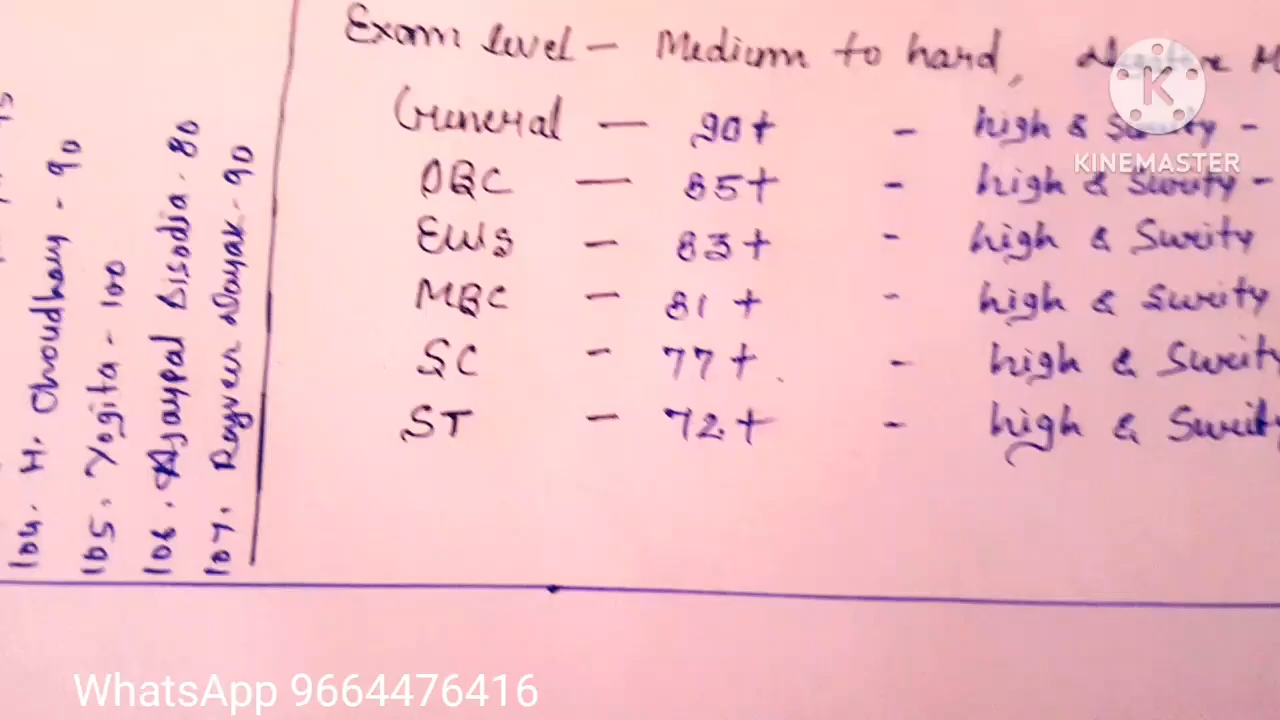 Exam level - Medium to hard,
General - 90+ - high & Surity -
OBC - 85+ - high & Surity -
EWS - 83+ - high & Surity
MBC - 81+ - high & Surity
SC - 77+ - high & Surity
ST - 72+ - high & Surity
104. H. Choudhary - 90
105. Yogita - 100
106. Ajaypal Sisodia - 80
107. Rajveer Nayak - 90
KINEMASTER
WhatsApp 9664476416